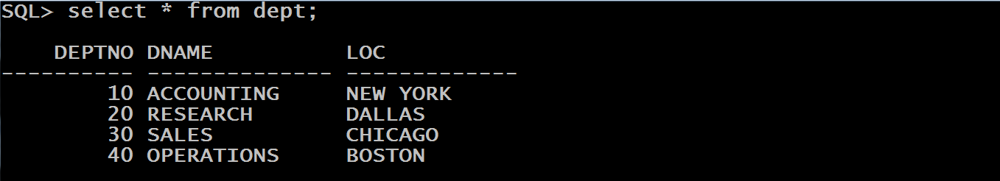 SQL> select * from dept;
    DEPTNO DNAME          LOC
---------- -------------- -------------
        10 ACCOUNTING     NEW YORK
        20 RESEARCH       DALLAS
        30 SALES          CHICAGO
        40 OPERATIONS     BOSTON